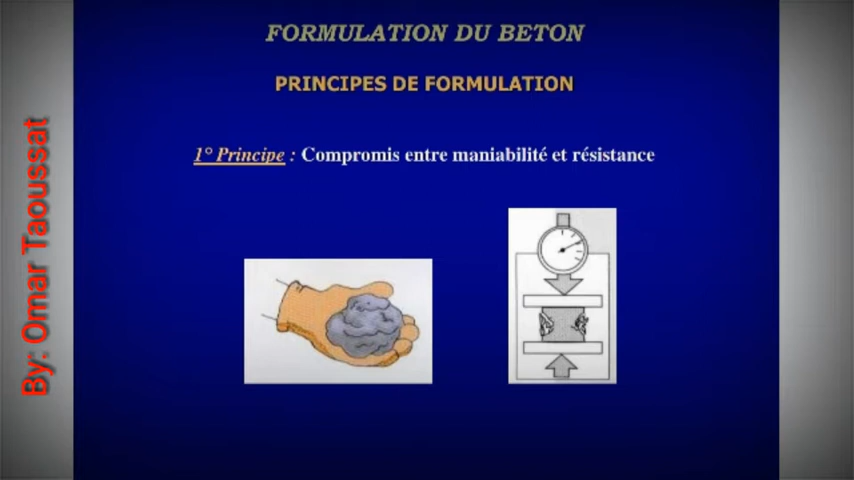 FORMULATION DU BETON
PRINCIPES DE FORMULATION
1° Principe : Compromis entre maniabilité et résistance
By: Omar Taoussat